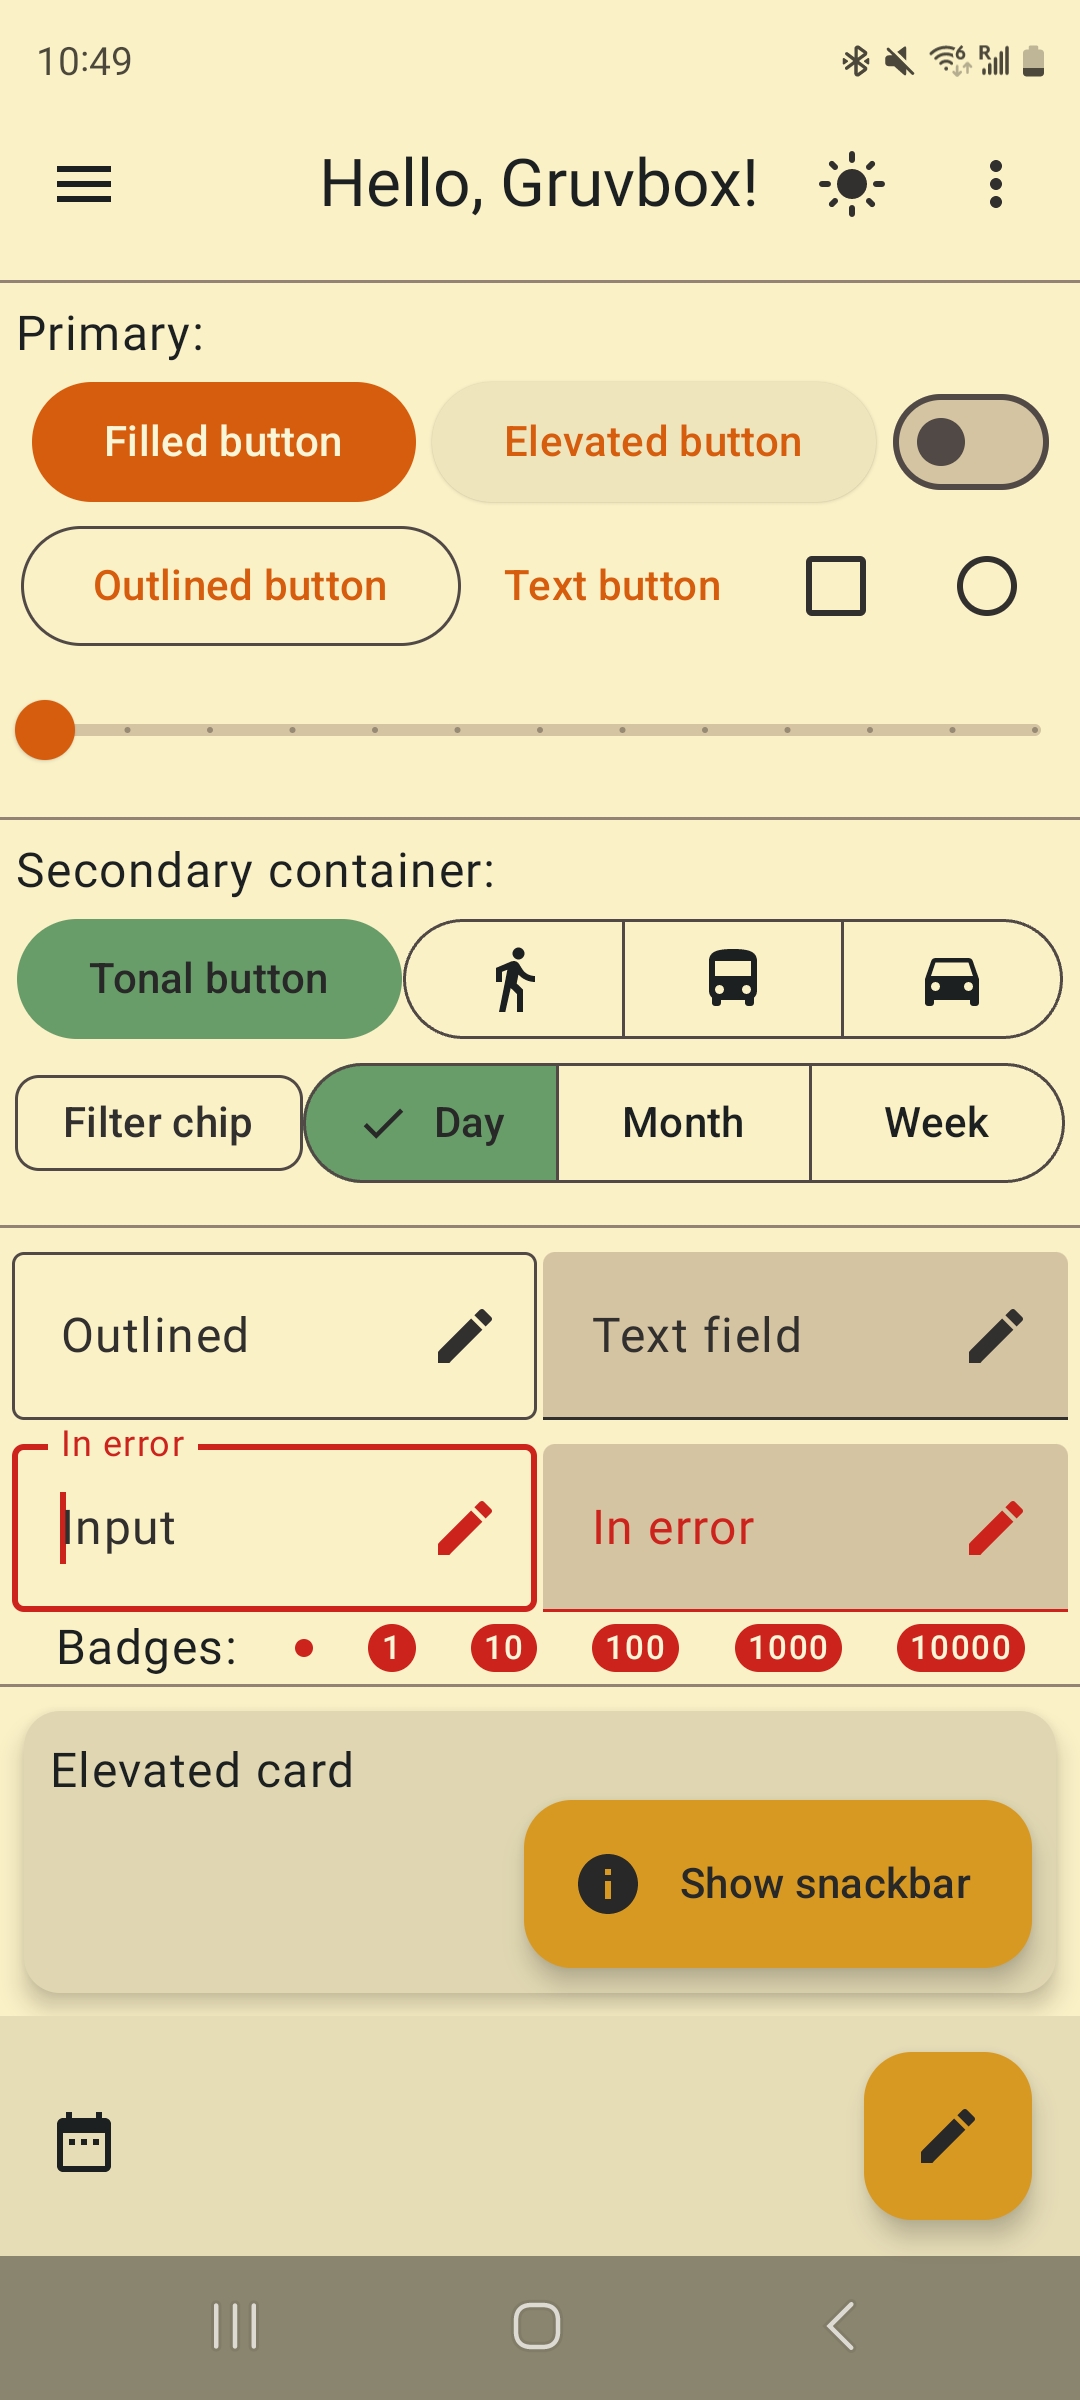 10:49
Hello, Gruvbox!
Primary:
Filled button
Elevated button
Outlined button
Text button
Secondary container:
Tonal button
Filter chip
Day
Month
Week
Outlined
Text field
In error
Input
In error
Badges:
1
10
100
1000
10000
Elevated card
Show snackbar